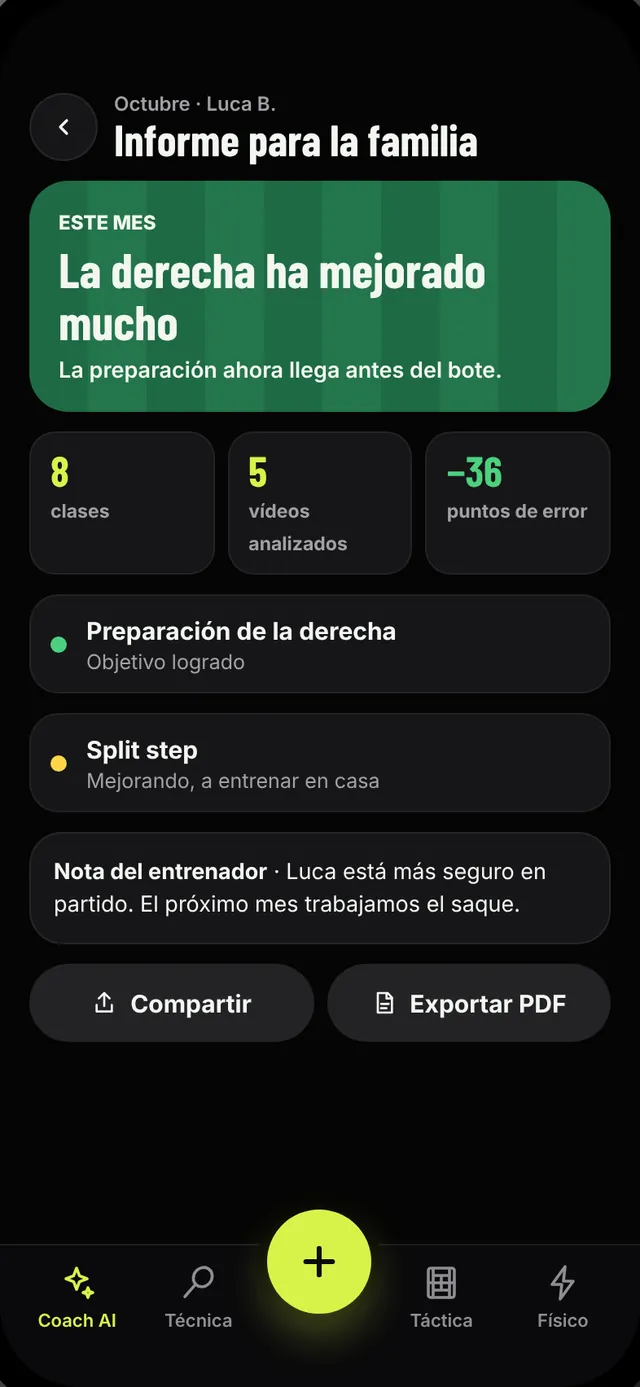 Octubre · Luca B.
Informe para la familia
ESTE MES
La derecha ha mejorado
mucho
La preparación ahora llega antes del bote.
8
clases
5
vídeos
analizados
−36
puntos de error
Preparación de la derecha
Objetivo logrado
Split step
Mejorando, a entrenar en casa
Nota del entrenador · Luca está más seguro en
partido. El próximo mes trabajamos el saque.
Compartir
Exportar PDF
Coach AI
Técnica
Táctica
Físico